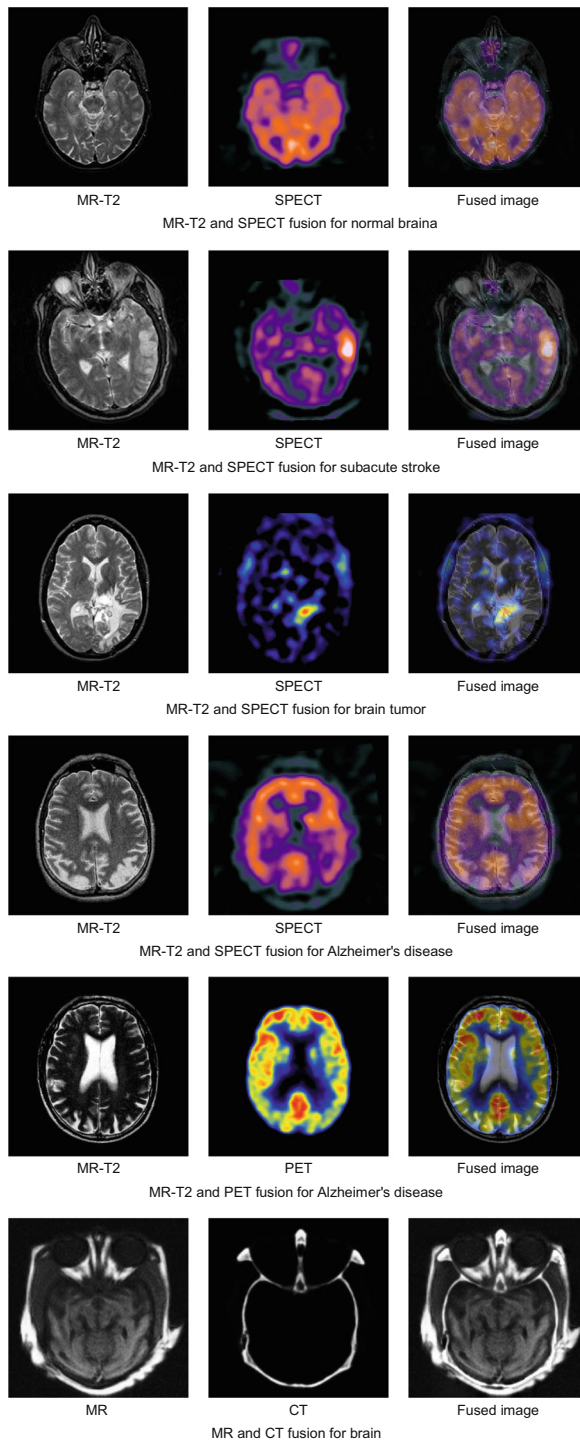 MR-T2 SPECT Fused image
MR-T2 and SPECT fusion for normal braina
MR-T2 SPECT Fused image
MR-T2 and SPECT fusion for subacute stroke
MR-T2 SPECT Fused image
MR-T2 and SPECT fusion for brain tumor
MR-T2 SPECT Fused image
MR-T2 and SPECT fusion for Alzheimer's disease
MR-T2 PET Fused image
MR-T2 and PET fusion for Alzheimer's disease
MR CT Fused image
MR and CT fusion for brain